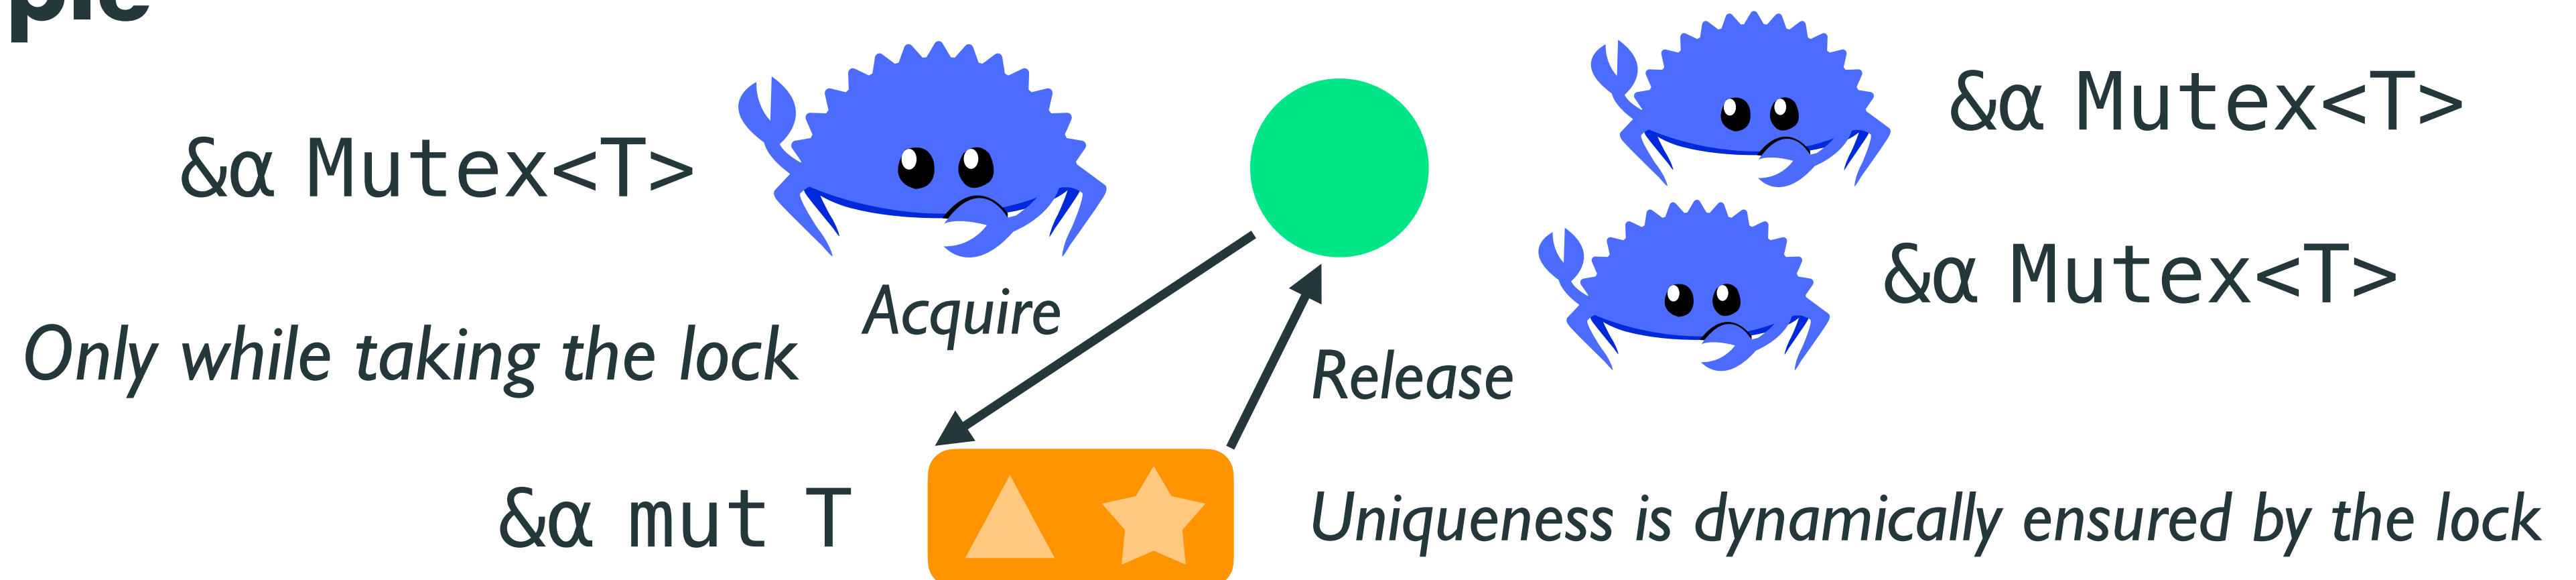 &α Mutex<T>
&α Mutex<T>
&α Mutex<T>
Acquire
Only while taking the lock
Release
&α mut T
Uniqueness is dynamically ensured by the lock